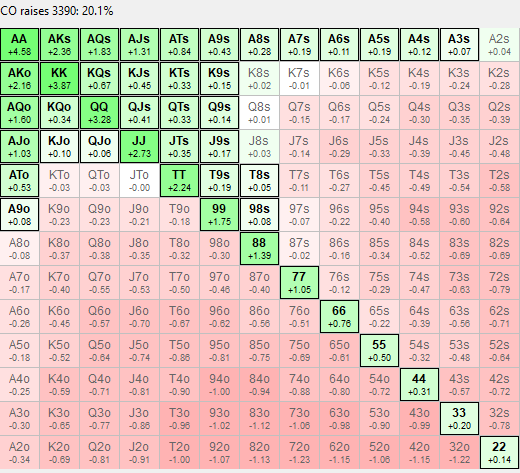 CO raises 3390: 20.1%
AA AKs AQs AJs ATs A9s A8s A7s A6s A5s A4s A3s A2s
+4.58 +2.36 +1.83 +1.31 +0.84 +0.43 +0.28 +0.19 +0.11 +0.19 +0.12 +0.07 +0.04
AKo KK KQs KJs KTs K9s K8s K7s K6s K5s K4s K3s K2s
+2.16 +3.87 +0.67 +0.45 +0.33 +0.15 +0.02 -0.01 -0.06 -0.12 -0.19 -0.24 -0.28
AQo KQo QQ QJs QTs Q9s Q8s Q7s Q6s Q5s Q4s Q3s Q2s
+1.60 +0.34 +3.28 +0.41 +0.33 +0.14 +0.01 -0.15 -0.17 -0.24 -0.30 -0.35 -0.39
AJo KJo QJo JJ JTs J9s J8s J7s J6s J5s J4s J3s J2s
+1.03 +0.10 +0.06 +2.73 +0.35 +0.17 +0.03 -0.14 -0.29 -0.33 -0.39 -0.45 -0.48
ATo KTo QTo JTo TT T9s T8s T7s T6s T5s T4s T3s T2s
+0.53 -0.03 -0.03 -0.00 +2.24 +0.19 +0.05 -0.11 -0.27 -0.45 -0.49 -0.54 -0.58
A9o K9o Q9o J9o T9o 99 98s 97s 96s 95s 94s 93s 92s
+0.08 -0.23 -0.23 -0.21 -0.18 +1.75 +0.08 -0.07 -0.22 -0.40 -0.58 -0.60 -0.64
A8o K8o Q8o J8o T8o 98o 88 87s 86s 85s 84s 83s 82s
-0.08 -0.37 -0.38 -0.35 -0.32 -0.30 +1.39 -0.02 -0.16 -0.34 -0.52 -0.69 -0.69
A7o K7o Q7o J7o T7o 97o 87o 77 76s 75s 74s 73s 72s
-0.17 -0.40 -0.55 -0.53 -0.50 -0.46 -0.40 +1.05 -0.12 -0.29 -0.47 -0.63 -0.79
A6o K6o Q6o J6o T6o 96o 86o 76o 66 65s 64s 63s 62s
-0.26 -0.45 -0.57 -0.70 -0.67 -0.62 -0.56 -0.51 +0.76 -0.22 -0.39 -0.56 -0.71
A5o K5o Q5o J5o T5o 95o 85o 75o 65o 55 54s 53s 52s
-0.18 -0.52 -0.64 -0.74 -0.86 -0.81 -0.75 -0.69 -0.61 +0.50 -0.32 -0.48 -0.64
A4o K4o Q4o J4o T4o 94o 84o 74o 64o 54o 44 43s 42s
-0.25 -0.59 -0.71 -0.81 -0.90 -1.00 -0.94 -0.88 -0.80 -0.72 +0.31 -0.57 -0.72
A3o K3o Q3o J3o T3o 93o 83o 73o 63o 53o 43o 33 32s
-0.30 -0.65 -0.77 -0.86 -0.96 -1.02 -1.12 -1.06 -0.98 -0.90 -0.99 +0.20 -0.78
A2o K2o Q2o J2o T2o 92o 82o 72o 62o 52o 42o 32o 22
-0.34 -0.69 -0.81 -0.91 -1.00 -1.07 -1.13 -1.23 -1.15 -1.06 -1.15 -1.22 +0.14